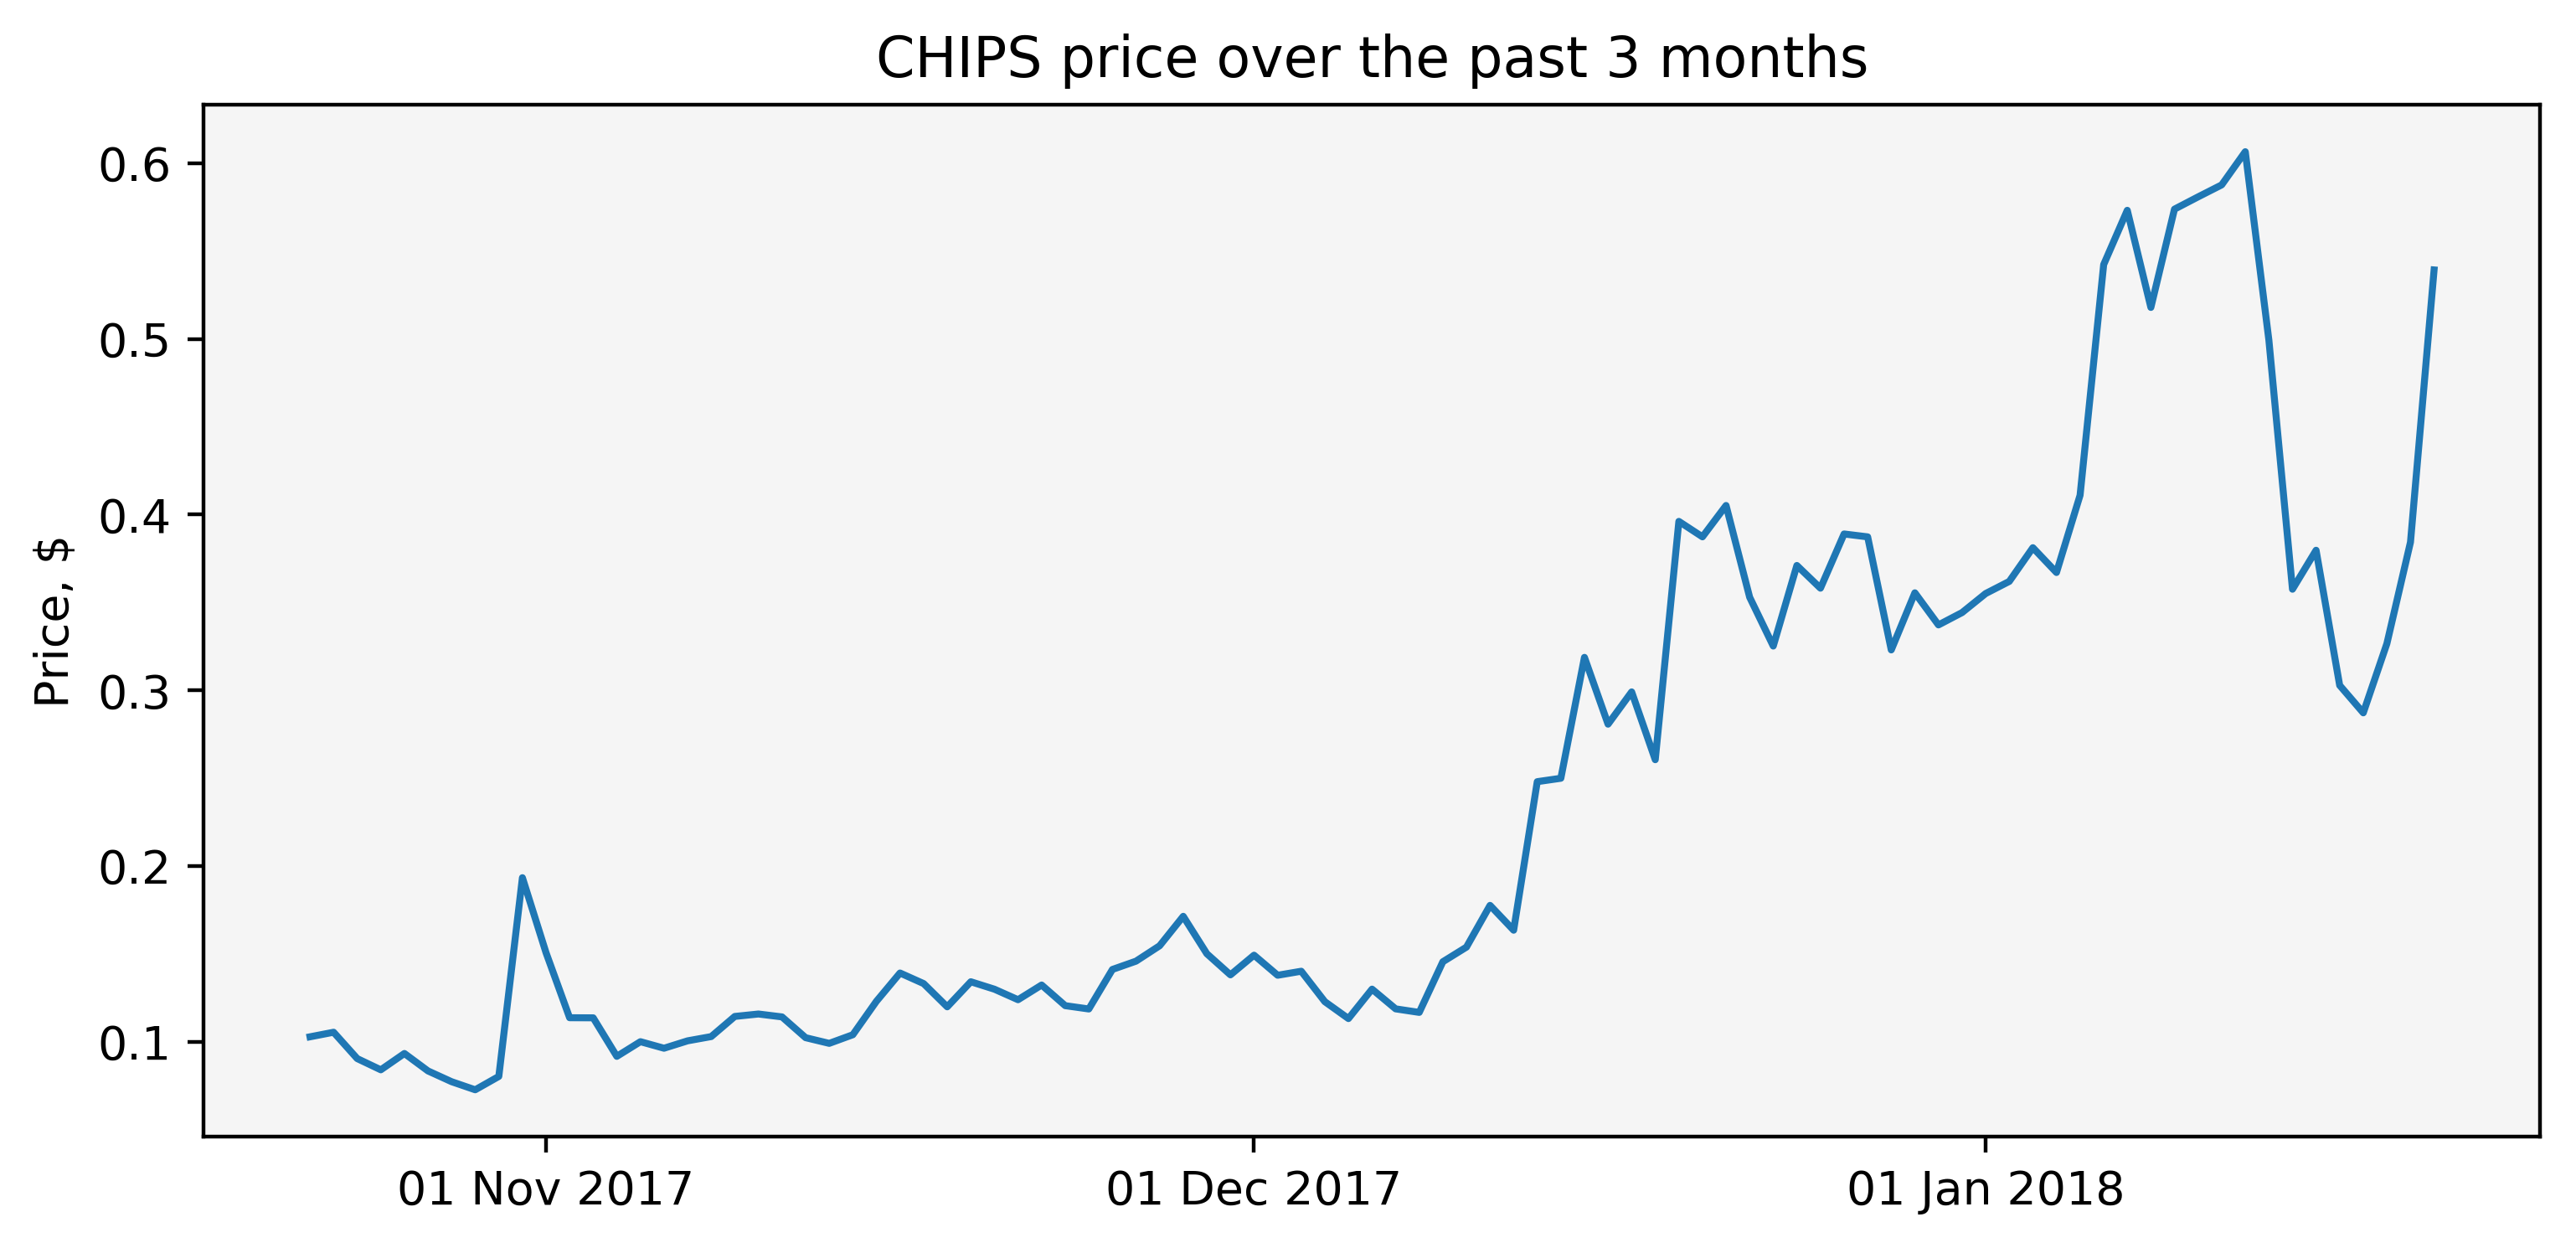 CHIPS price over the past 3 months
Price, $
0.6
0.5
0.4
0.3
0.2
0.1
01 Nov 2017
01 Dec 2017
01 Jan 2018